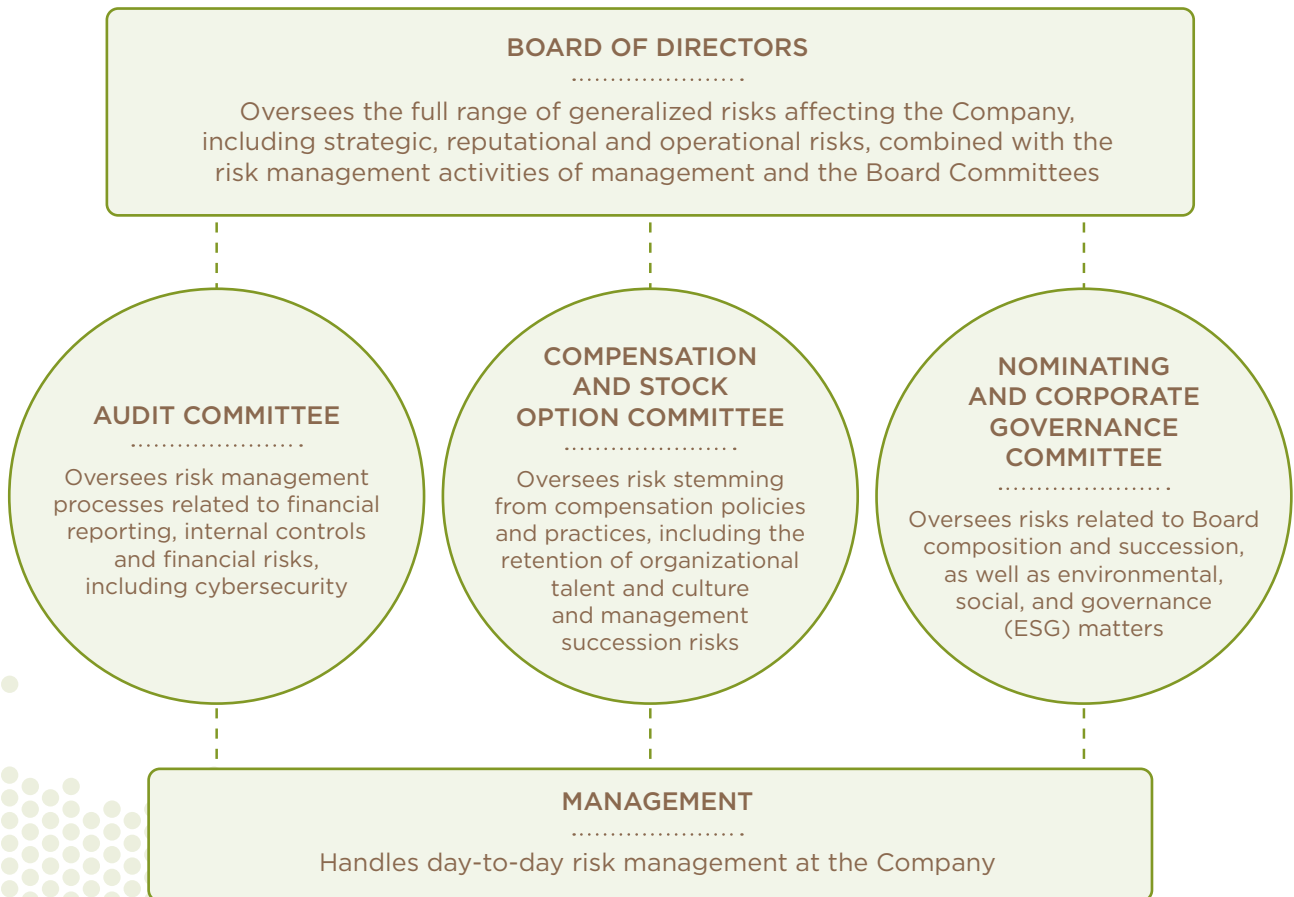 BOARD OF DIRECTORS
Oversees the full range of generalized risks affecting the Company,
including strategic, reputational and operational risks, combined with the
risk management activities of management and the Board Committees
AUDIT COMMITTEE
Oversees risk management
processes related to financial
reporting, internal controls
and financial risks,
including cybersecurity
COMPENSATION
AND STOCK
OPTION COMMITTEE
Oversees risk stemming
from compensation policies
and practices, including the
retention of organizational
talent and culture
and management
succession risks
NOMINATING
AND CORPORATE
GOVERNANCE
COMMITTEE
Oversees risks related to Board
composition and succession,
as well as environmental,
social, and governance
(ESG) matters
MANAGEMENT
Handles day-to-day risk management at the Company